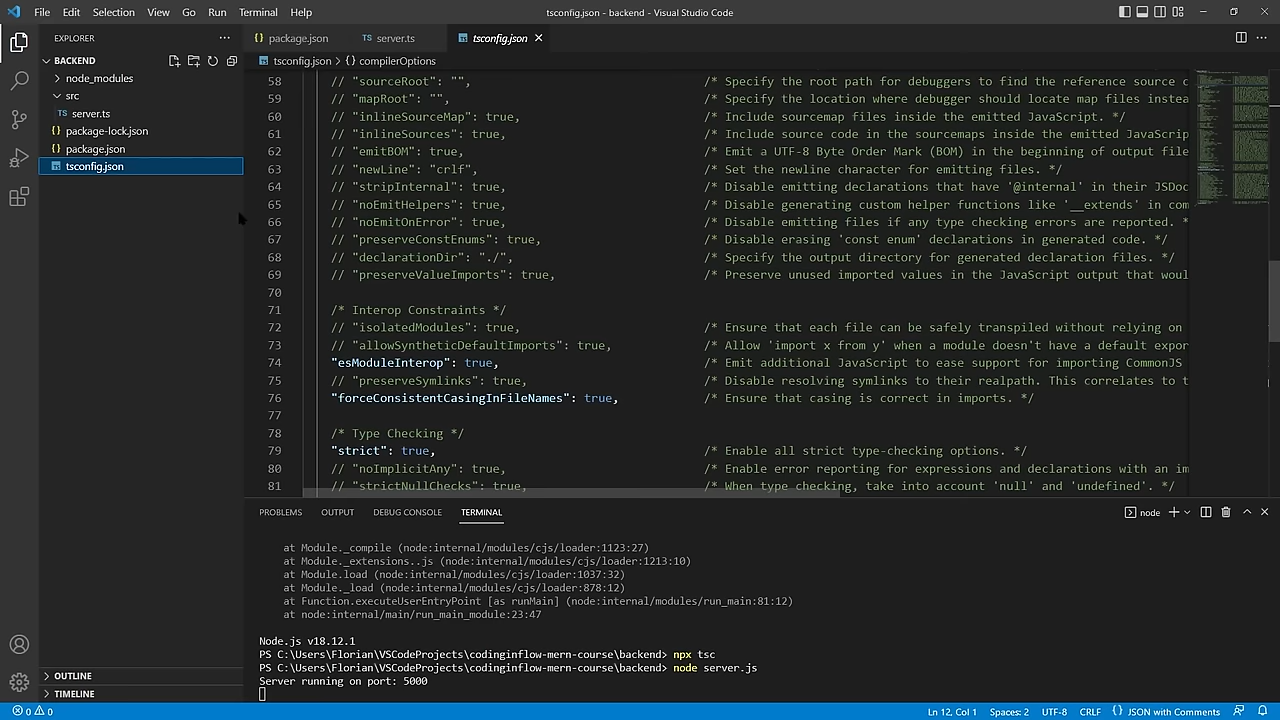 File Edit Selection View Go Run Terminal Help
tsconfig.json - backend - Visual Studio Code
EXPLORER
BACKEND
node_modules
src
TS server.ts
{} package-lock.json
{} package.json
tsconfig.json
OUTLINE
TIMELINE
{} package.json
TS server.ts
tsconfig.json
tsconfig.json > {} compilerOptions
58 // "sourceRoot": "", /* Specify the root path for debuggers to find the reference source c
59 // "mapRoot": "", /* Specify the location where debugger should locate map files instea
60 // "inlineSourceMap": true, /* Include sourcemap files inside the emitted JavaScript. */
61 // "inlineSources": true, /* Include source code in the sourcemaps inside the emitted JavaScrip
62 // "emitBOM": true, /* Emit a UTF-8 Byte Order Mark (BOM) in the beginning of output file
63 // "newLine": "crlf", /* Set the newline character for emitting files. */
64 // "stripInternal": true, /* Disable emitting declarations that have '@internal' in their JSDoc
65 // "noEmitHelpers": true, /* Disable generating custom helper functions like '__extends' in com
66 // "noEmitOnError": true, /* Disable emitting files if any type checking errors are reported. *
67 // "preserveConstEnums": true, /* Disable erasing 'const enum' declarations in generated code. */
68 // "declarationDir": "./", /* Specify the output directory for generated declaration files. */
69 // "preserveValueImports": true, /* Preserve unused imported values in the JavaScript output that woul
70
71 /* Interop Constraints */
72 // "isolatedModules": true, /* Ensure that each file can be safely transpiled without relying on
73 // "allowSyntheticDefaultImports": true, /* Allow 'import x from y' when a module doesn't have a default expor
74 "esModuleInterop": true, /* Emit additional JavaScript to ease support for importing CommonJS
75 // "preserveSymlinks": true, /* Disable resolving symlinks to their realpath. This correlates to t
76 "forceConsistentCasingInFileNames": true, /* Ensure that casing is correct in imports. */
77
78 /* Type Checking */
79 "strict": true, /* Enable all strict type-checking options. */
80 // "noImplicitAny": true, /* Enable error reporting for expressions and declarations with an im
81 // "strictNullChecks": true, /* When type checking, take into account 'null' and 'undefined'. */
PROBLEMS OUTPUT DEBUG CONSOLE TERMINAL
node
at Module._compile (node:internal/modules/cjs/loader:1123:27)
at Module._extensions..js (node:internal/modules/cjs/loader:1213:10)
at Module.load (node:internal/modules/cjs/loader:1037:32)
at Module._load (node:internal/modules/cjs/loader:878:12)
at Function.executeUserEntryPoint [as runMain] (node:internal/modules/run_main:81:12)
at node:internal/main/run_main_module:23:47
Node.js v18.12.1
PS C:\Users\Florian\VSCodeProjects\codinginflow-mern-course\backend> npx tsc
PS C:\Users\Florian\VSCodeProjects\codinginflow-mern-course\backend> node server.js
Server running on port: 5000
0 0
Ln 12, Col 1 Spaces: 2 UTF-8 CRLF {} JSON with Comments